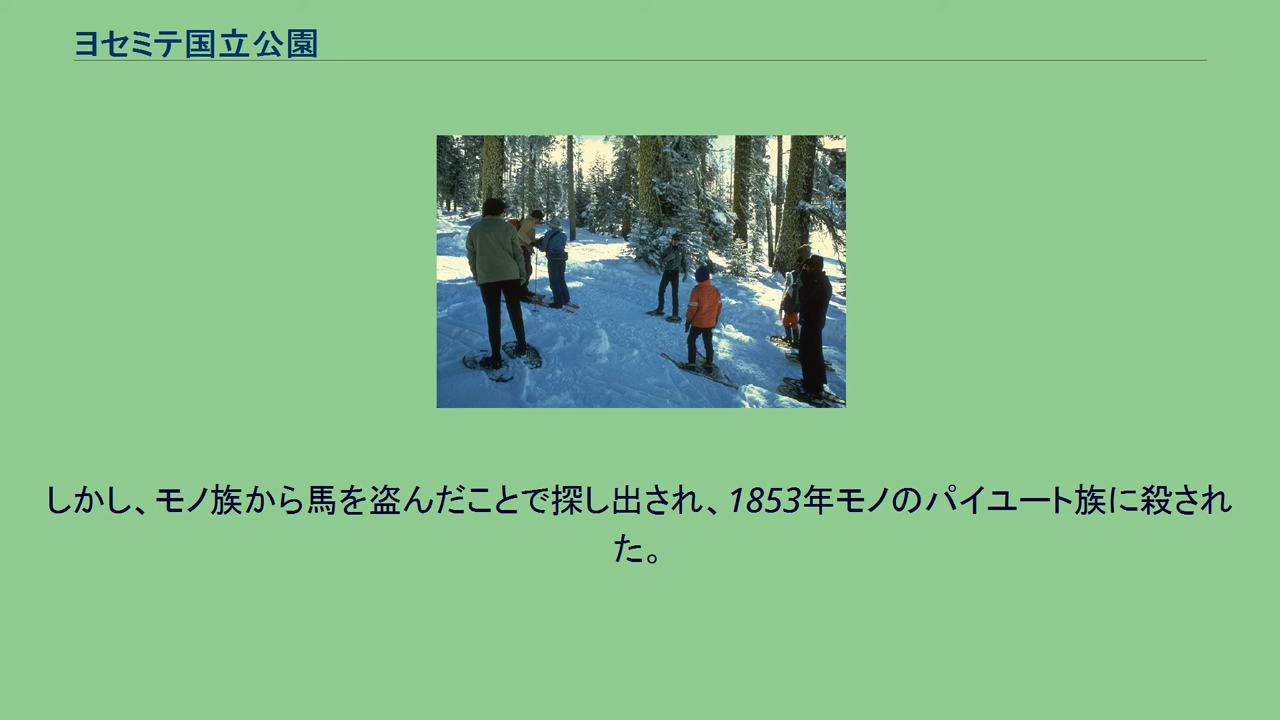 ヨセミテ国立公園
しかし、モノ族から馬を盗んだことで探し出され、1853年モノのパイユート族に殺され
た。